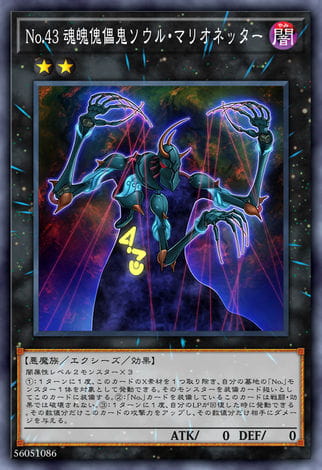 No.43 魂魄傀儡鬼ソウル・マリオネッター
闇
やみ
43
[悪魔族／エクシーズ／効果]
闇属性レベル2モンスター×3
①：1ターンに1度、このカードのX素材を1つ取り除き、自分の墓地の「No.」モ
ンスター1体を対象として発動できる。そのモンスターを装備カード扱いとし
てこのカードに装備する。②：「No.」カードを装備しているこのカードは戦闘・効
果では破壊されない。③：1ターンに1度、自分のLPが回復した時に発動できる
。その数値分だけこのカードの攻撃力をアップし、その数値分だけ相手にダメ
ージを与える。
ATK/ 0 DEF/ 0
56051086